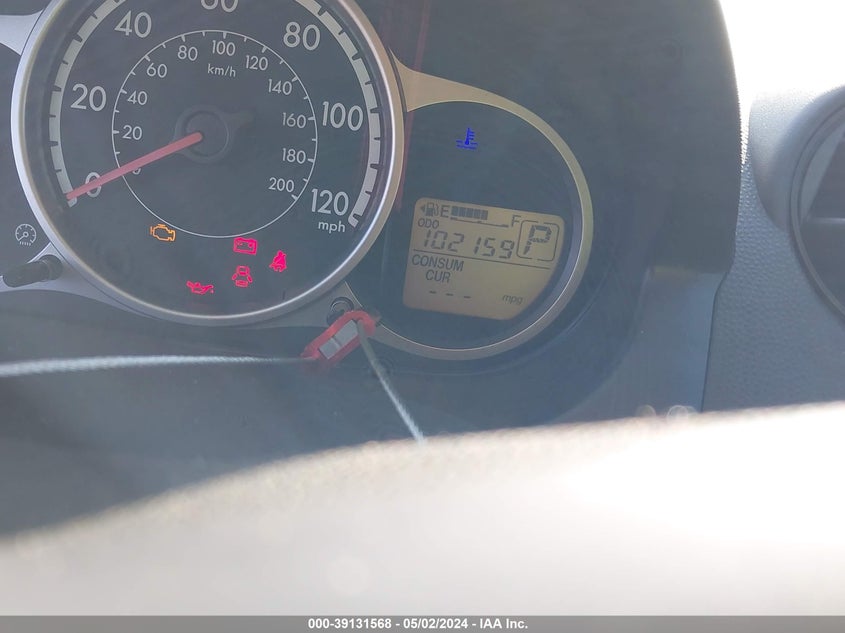 0 20 40 60 80 100 120 mph
20 40 60 80 100 120 140 160 180 200 km/h
E F
ODO
102159 P
CONSUM
CUR
--- mpg
000-39131568 - 05/02/2024 - IAA Inc.